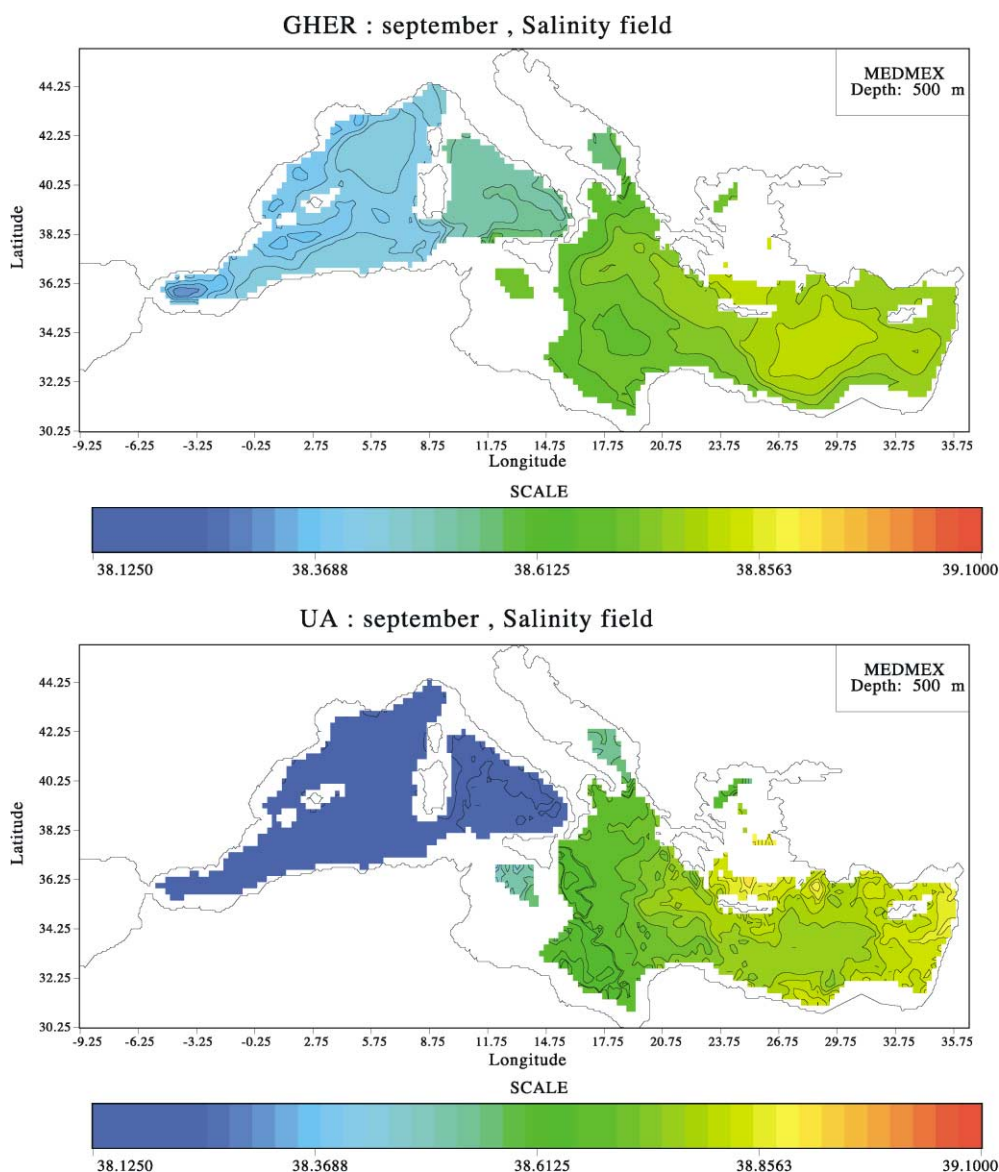 GHER : september , Salinity field
MEDMEX
Depth: 500 m
44.25
42.25
40.25
38.25
36.25
34.25
32.25
30.25
Latitude
-9.25 -6.25 -3.25 -0.25 2.75 5.75 8.75 11.75 14.75 17.75 20.75 23.75 26.75 29.75 32.75 35.75
Longitude
SCALE
38.1250 38.3688 38.6125 38.8563 39.1000
UA : september , Salinity field
MEDMEX
Depth: 500 m
44.25
42.25
40.25
38.25
36.25
34.25
32.25
30.25
Latitude
-9.25 -6.25 -3.25 -0.25 2.75 5.75 8.75 11.75 14.75 17.75 20.75 23.75 26.75 29.75 32.75 35.75
Longitude
SCALE
38.1250 38.3688 38.6125 38.8563 39.1000